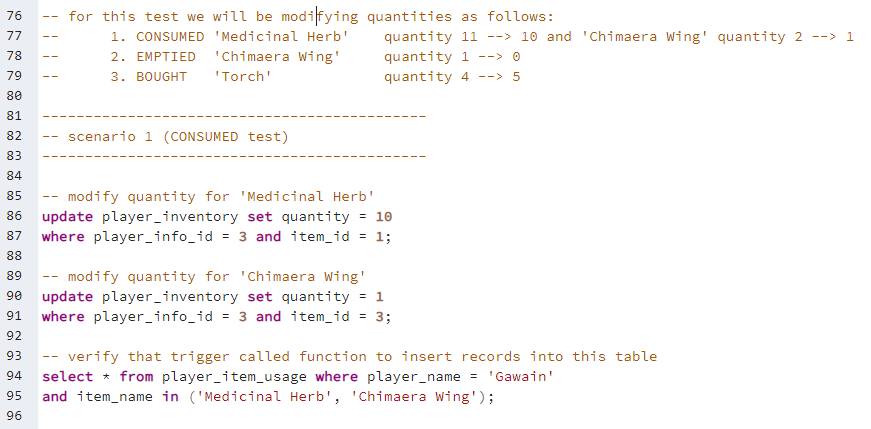 76 -- for this test we will be modifying quantities as follows:
77 -- 1. CONSUMED 'Medicinal Herb' quantity 11 --> 10 and 'Chimaera Wing' quantity 2 --> 1
78 -- 2. EMPTIED 'Chimaera Wing' quantity 1 --> 0
79 -- 3. BOUGHT 'Torch' quantity 4 --> 5
80
81 ---------------------------------------------
82 -- scenario 1 (CONSUMED test)
83 ---------------------------------------------
84
85 -- modify quantity for 'Medicinal Herb'
86 update player_inventory set quantity = 10
87 where player_info_id = 3 and item_id = 1;
88
89 -- modify quantity for 'Chimaera Wing'
90 update player_inventory set quantity = 1
91 where player_info_id = 3 and item_id = 3;
92
93 -- verify that trigger called function to insert records into this table
94 select * from player_item_usage where player_name = 'Gawain'
95 and item_name in ('Medicinal Herb', 'Chimaera Wing');
96